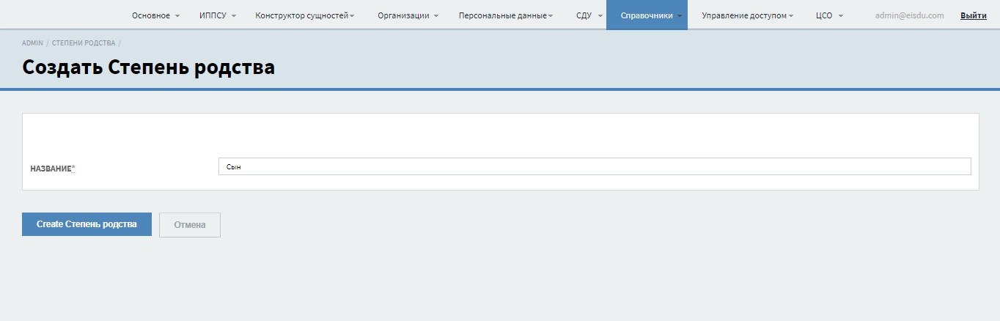 Основное ИППСУ Конструктор сущностей Организации Персональные данные СДУ Справочники Управление доступом ЦСО admin@eisdu.com Выйти
ADMIN / СТЕПЕНИ РОДСТВА /
Создать Степень родства
НАЗВАНИЕ* Сын
Create Степень родства Отмена